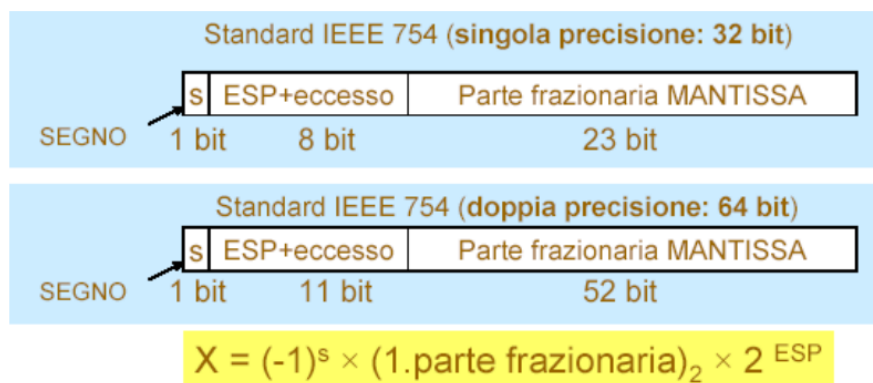 Standard IEEE 754 (singola precisione: 32 bit)
s ESP+eccesso Parte frazionaria MANTISSA
SEGNO 1 bit 8 bit 23 bit
Standard IEEE 754 (doppia precisione: 64 bit)
s ESP+eccesso Parte frazionaria MANTISSA
SEGNO 1 bit 11 bit 52 bit
X = (-1)ˢ × (1.parte frazionaria)₂ × 2 ᴱˢᴾ